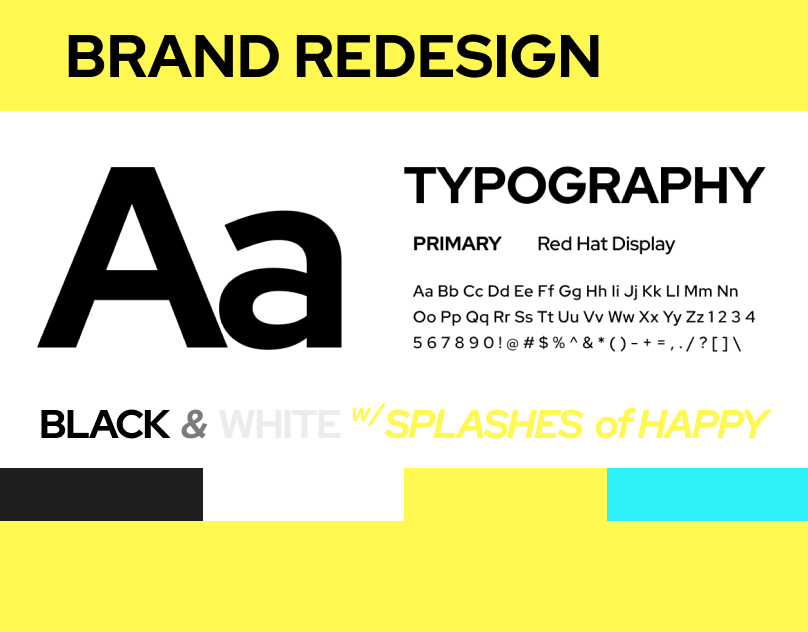 BRAND REDESIGN
Aa
TYPOGRAPHY
PRIMARY Red Hat Display
Aa Bb Cc Dd Ee Ff Gg Hh Ii Jj Kk Ll Mm Nn
Oo Pp Qq Rr Ss Tt Uu Vv Ww Xx Yy Zz 1 2 3 4
5 6 7 8 9 0 ! @ # $ % ^ & * ( ) - + = , . / ? [ ] \
BLACK & WHITE w/ SPLASHES of HAPPY